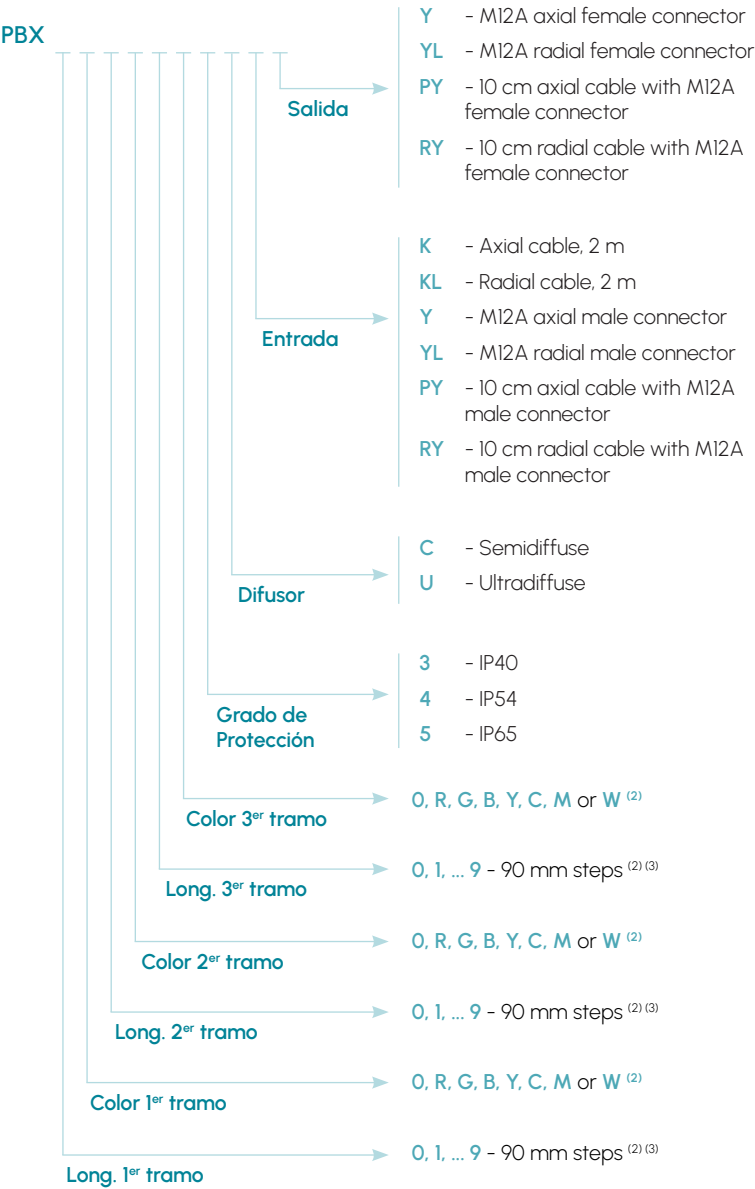 PBX
Y - M12A axial female connector
YL - M12A radial female connector
PY - 10 cm axial cable with M12A
female connector
RY - 10 cm radial cable with M12A
female connector
Salida
K - Axial cable, 2 m
KL - Radial cable, 2 m
Y - M12A axial male connector
YL - M12A radial male connector
PY - 10 cm axial cable with M12A
male connector
RY - 10 cm radial cable with M12A
male connector
Entrada
C - Semidiffuse
U - Ultradiffuse
Difusor
3 - IP40
4 - IP54
5 - IP65
Grado de
Protección
0, R, G, B, Y, C, M or W (2)
Color 3er tramo
0, 1, ... 9 - 90 mm steps (2) (3)
Long. 3er tramo
0, R, G, B, Y, C, M or W (2)
Color 2er tramo
0, 1, ... 9 - 90 mm steps (2) (3)
Long. 2er tramo
0, R, G, B, Y, C, M or W (2)
Color 1er tramo
0, 1, ... 9 - 90 mm steps (2) (3)
Long. 1er tramo